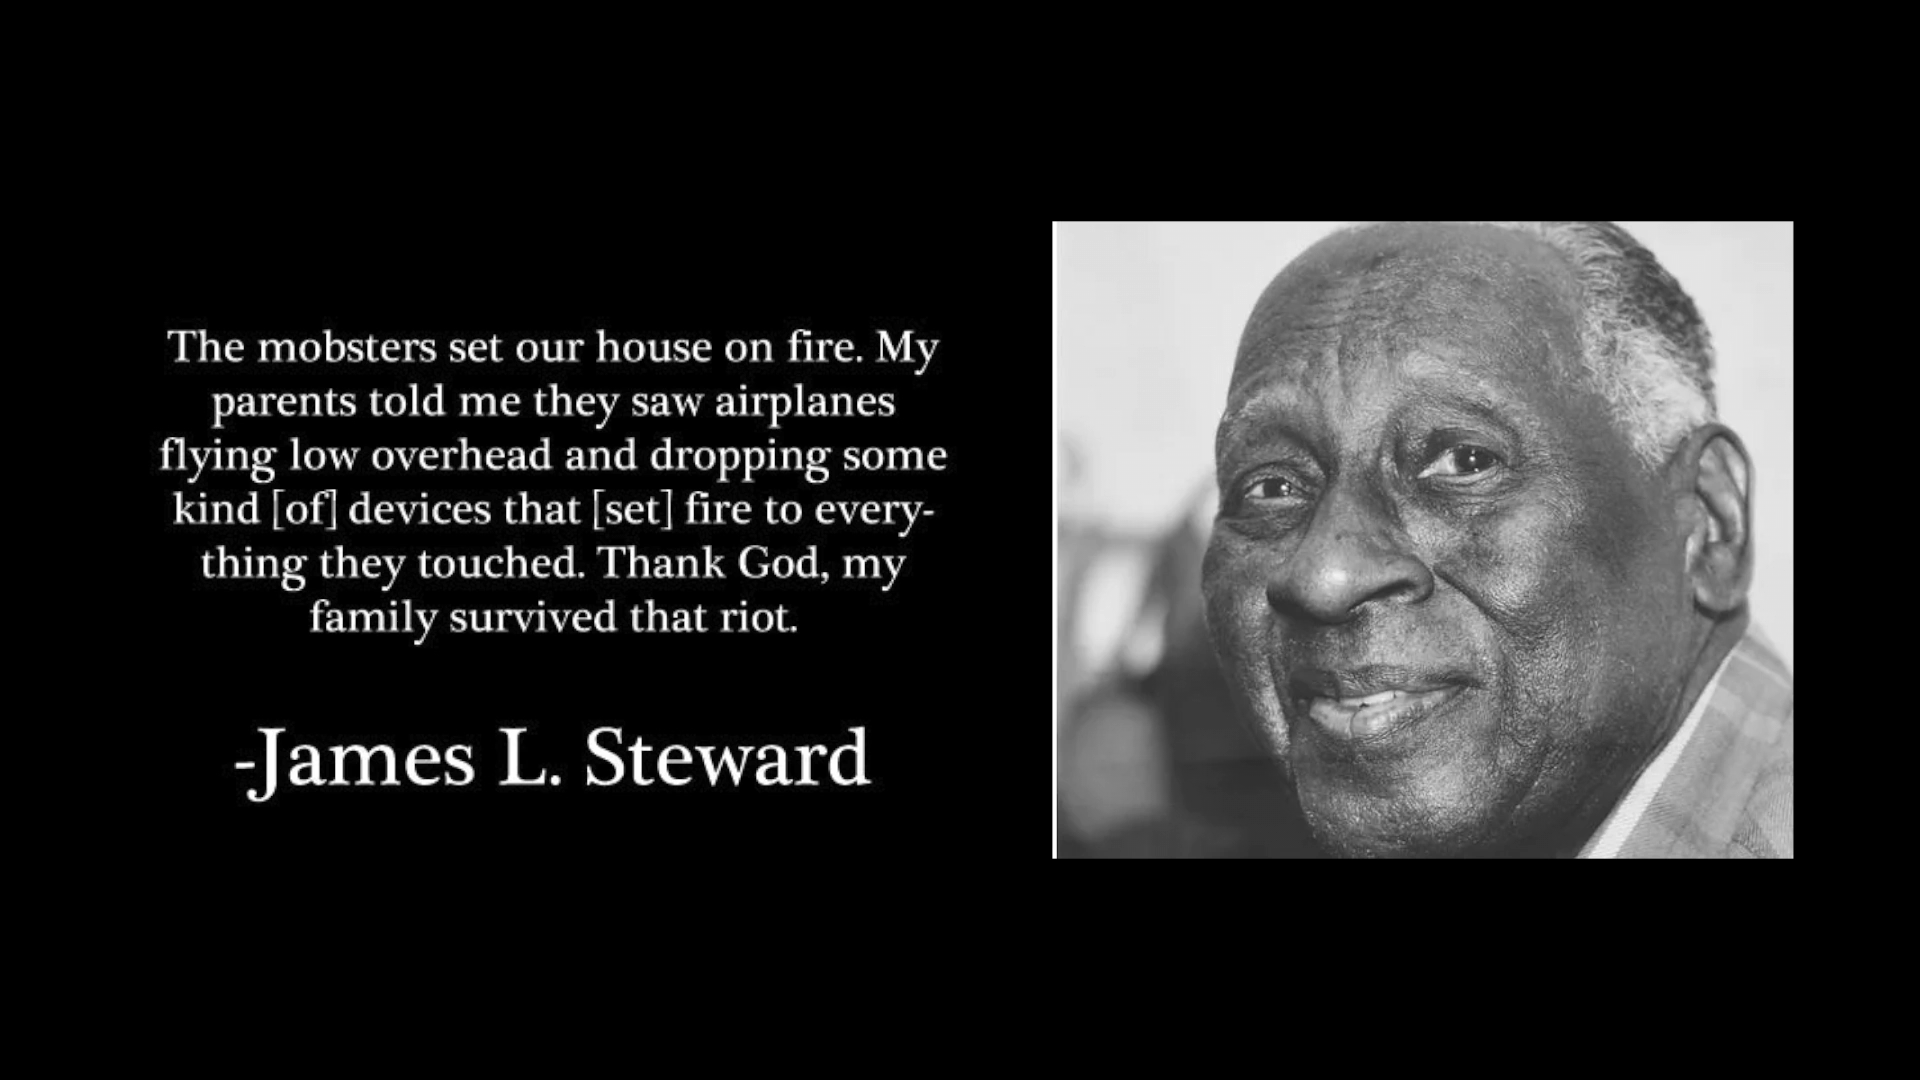 The mobsters set our house on fire. My
parents told me they saw airplanes
flying low overhead and dropping some
kind [of] devices that [set] fire to every-
thing they touched. Thank God, my
family survived that riot.
-James L. Steward